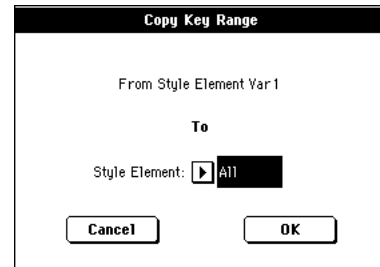 Copy Key Range
From Style Element Var1
To
Style Element: All
Cancel OK